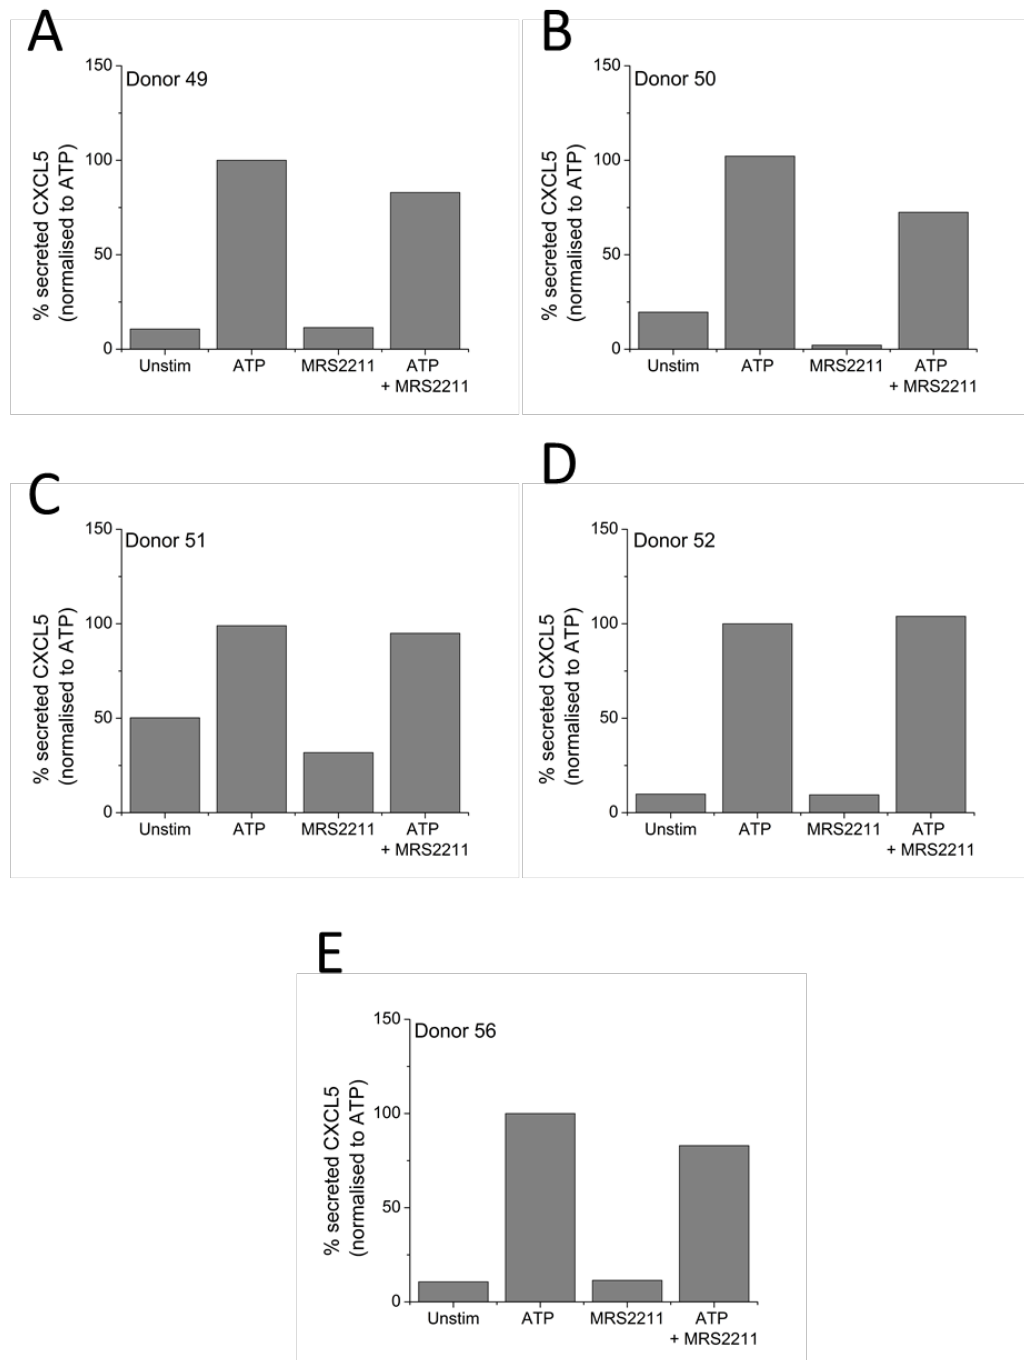 A
Donor 49
% secreted CXCL5
(normalised to ATP)
150
100
50
0
Unstim
ATP
MRS2211
ATP
+ MRS2211
B
Donor 50
% secreted CXCL5
(normalised to ATP)
150
100
50
0
Unstim
ATP
MRS2211
ATP
+ MRS2211
C
Donor 51
% secreted CXCL5
(normalised to ATP)
150
100
50
0
Unstim
ATP
MRS2211
ATP
+ MRS2211
D
Donor 52
% secreted CXCL5
(normalised to ATP)
150
100
50
0
Unstim
ATP
MRS2211
ATP
+ MRS2211
E
Donor 56
% secreted CXCL5
(normalised to ATP)
150
100
50
0
Unstim
ATP
MRS2211
ATP
+ MRS2211